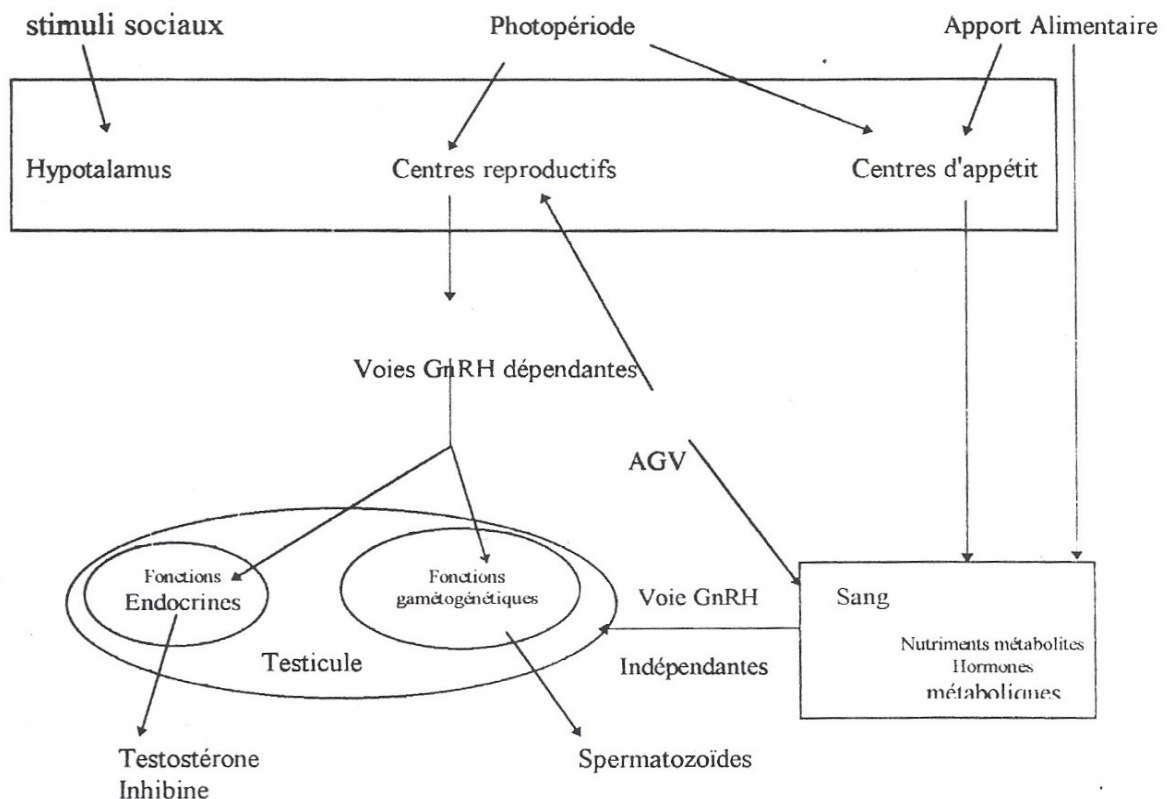 stimuli sociaux
Photopériode
Apport Alimentaire
Hypotalamus
Centres reproductifs
Centres d'appétit
Voies GnRH dépendantes
AGV
Fonctions
Endocrines
Fonctions
gamétogénétiques
Testicule
Voie GnRH
Indépendantes
Sang
Nutriments métabolites
Hormones
métaboliques
Testostérone
Inhibine
Spermatozoïdes